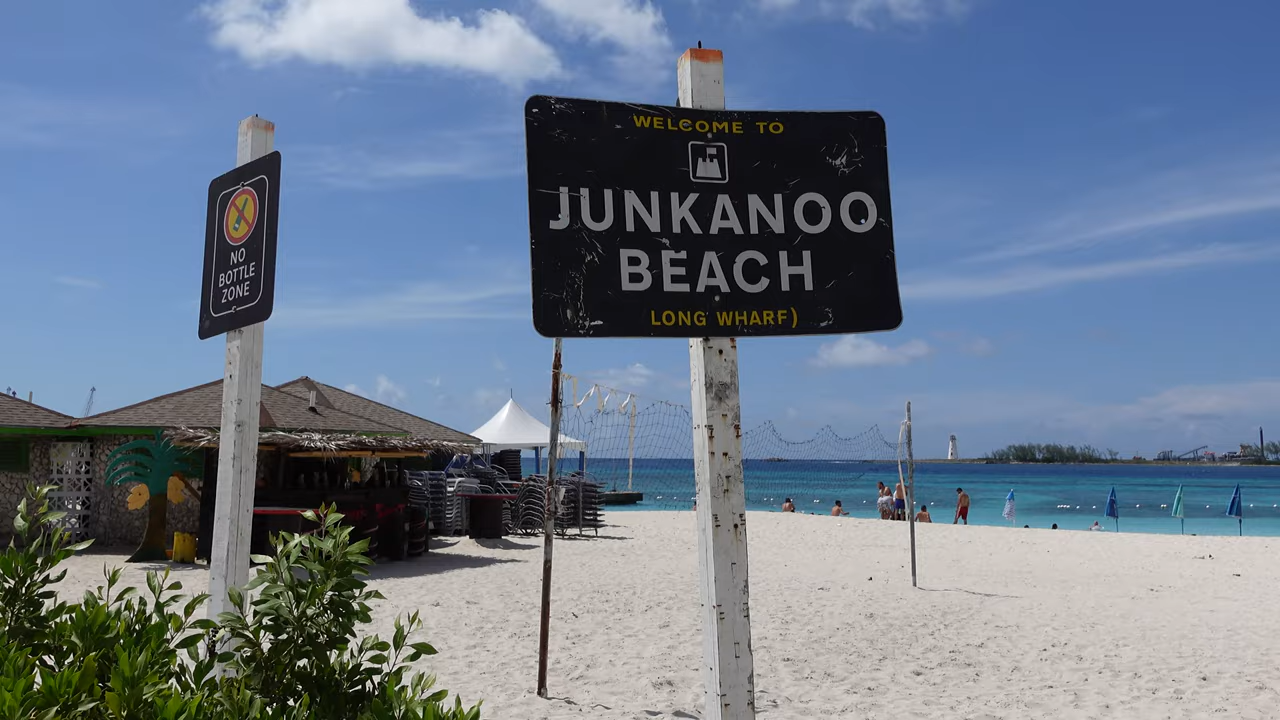 NO
BOTTLE
ZONE
WELCOME TO
JUNKANOO
BEACH
LONG WHARF)